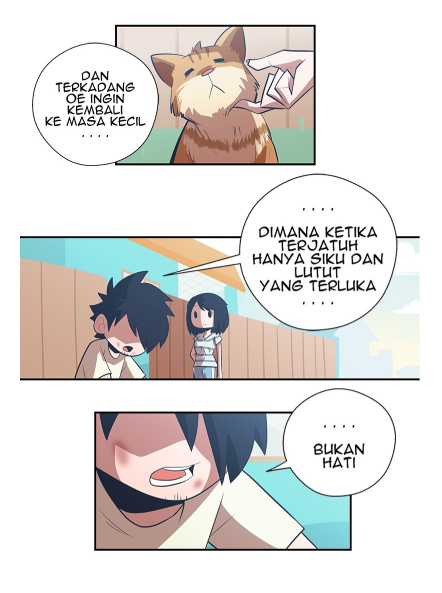 DAN
TERKADANG
OE INGIN
KEMBALI
KE MASA KECIL
....
....
DIMANA KETIKA
TERJATUH
HANYA SIKU DAN
LUTUT
YANG TERLUKA
....
....
BUKAN
HATI